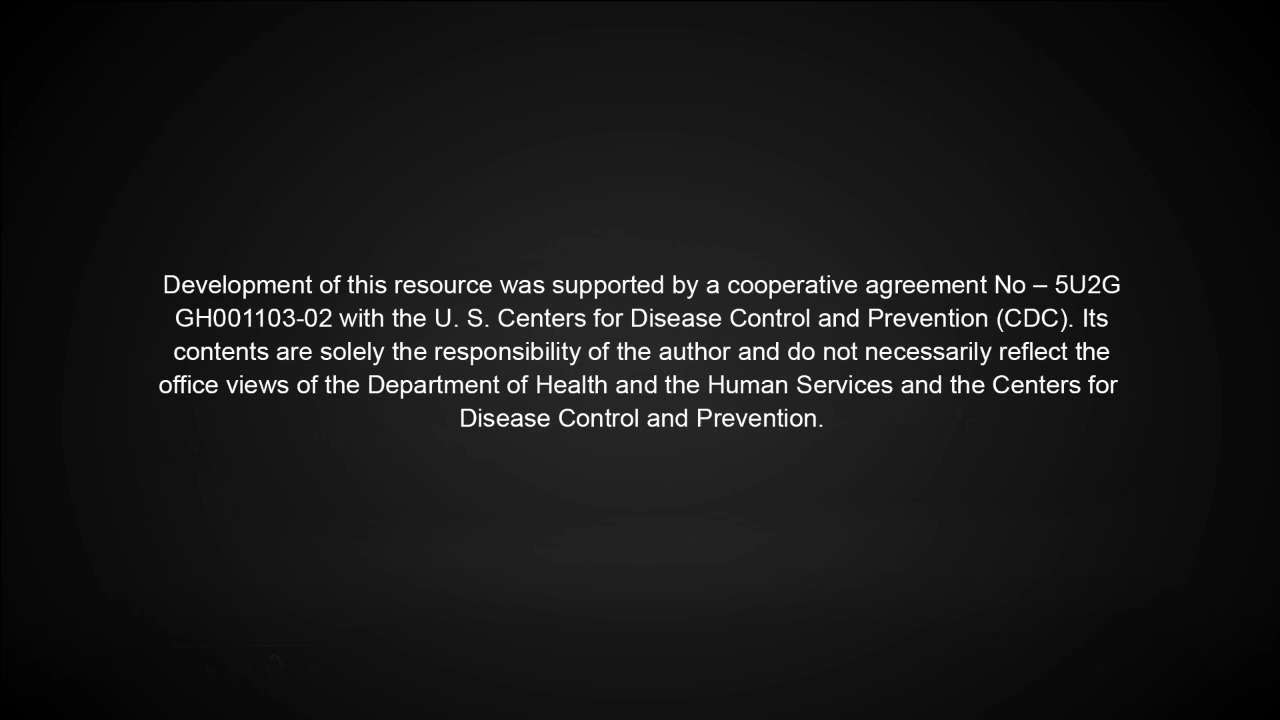 Development of this resource was supported by a cooperative agreement No – 5U2G
GH001103-02 with the U. S. Centers for Disease Control and Prevention (CDC). Its
contents are solely the responsibility of the author and do not necessarily reflect the
office views of the Department of Health and the Human Services and the Centers for
Disease Control and Prevention.